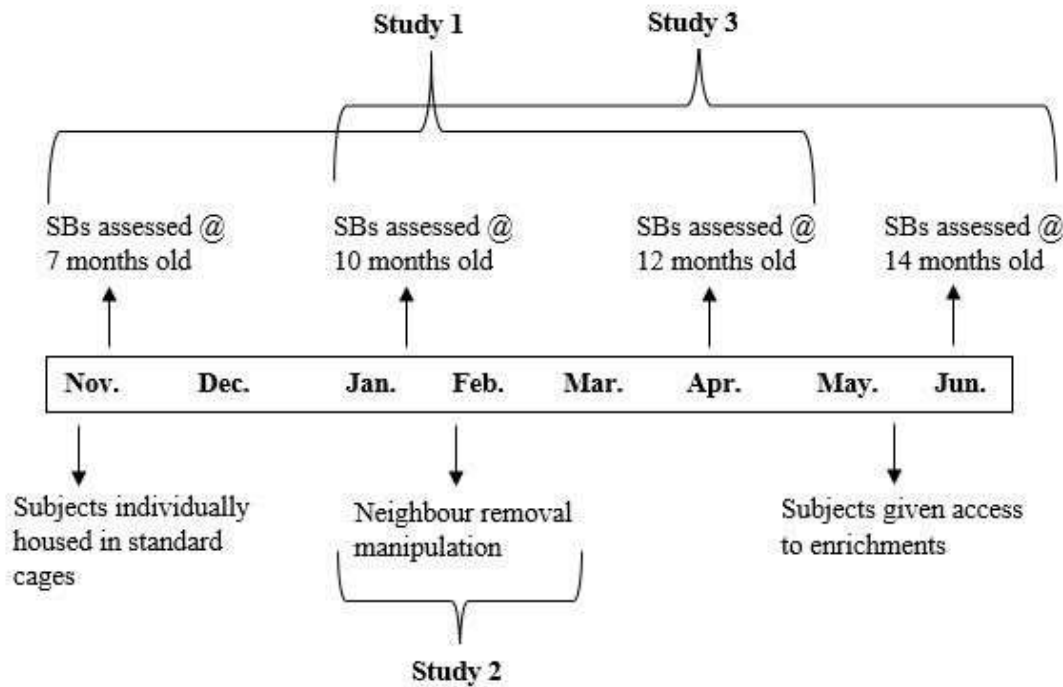 Study 1
Study 3
SBs assessed @
7 months old
SBs assessed @
10 months old
SBs assessed @
12 months old
SBs assessed @
14 months old
Nov. Dec. Jan. Feb. Mar. Apr. May. Jun.
Subjects individually
housed in standard
cages
Neighbour removal
manipulation
Subjects given access
to enrichments
Study 2